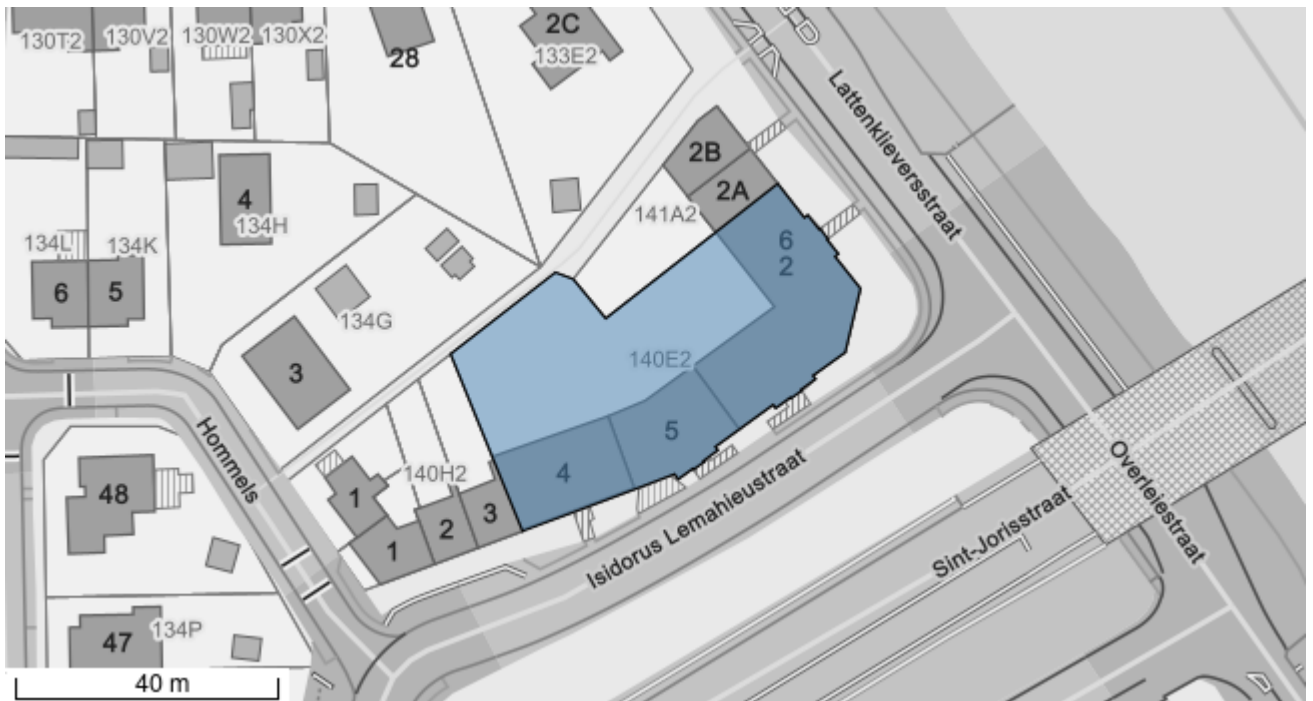 130T2
130V2
130W2
130X2
28
2C
133E2
Lattenklieversstraat
2B
2A
141A2
4
134H
134L
134K
6
5
6
2
134G
3
140E2
5
4
Hommels
140H2
1
3
2
1
48
Isidorus Lemahieustraat
Sint-Jorisstraat
Overleiestraat
47
134P
40 m